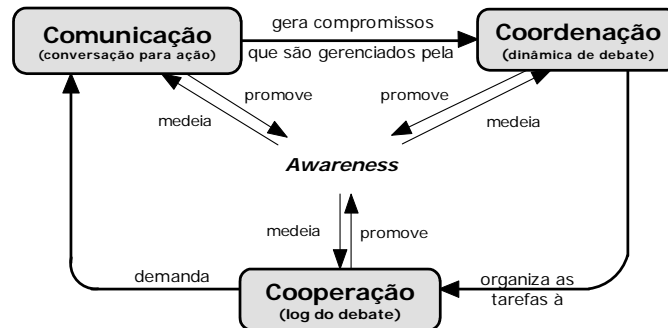 Comunicação
(conversação para ação)
gera compromissos
que são gerenciados pela
Coordenação
(dinâmica de debate)
promove
medeia
promove
medeia
Awareness
medeia
promove
demanda
Cooperação
(log do debate)
organiza as
tarefas à